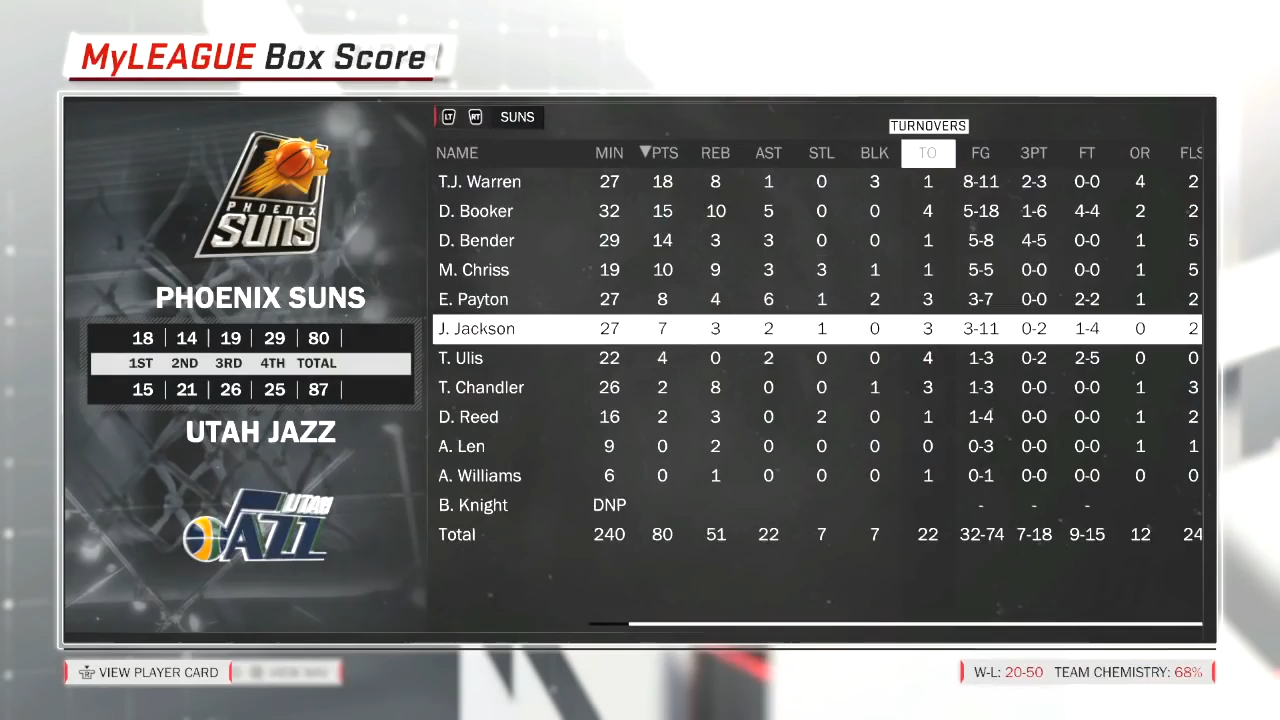 MyLEAGUE Box Score
PHOENIX
SUNS
PHOENIX SUNS
18 | 14 | 19 | 29 | 80 |
1ST 2ND 3RD 4TH TOTAL
15 | 21 | 26 | 25 | 87 |
UTAH JAZZ
UTAH
JAZZ
LT RT SUNS
TURNOVERS
NAME MIN ▼PTS REB AST STL BLK TO FG 3PT FT OR FLS
T.J. Warren 27 18 8 1 0 3 1 8-11 2-3 0-0 4 2
D. Booker 32 15 10 5 0 0 4 5-18 1-6 4-4 2 2
D. Bender 29 14 3 3 0 0 1 5-8 4-5 0-0 1 5
M. Chriss 19 10 9 3 3 1 1 5-5 0-0 0-0 1 5
E. Payton 27 8 4 6 1 2 3 3-7 0-0 2-2 1 2
J. Jackson 27 7 3 2 1 0 3 3-11 0-2 1-4 0 2
T. Ulis 22 4 0 2 0 0 4 1-3 0-2 2-5 0 0
T. Chandler 26 2 8 0 0 1 3 1-3 0-0 0-0 1 3
D. Reed 16 2 3 0 2 0 1 1-4 0-0 0-0 1 2
A. Len 9 0 2 0 0 0 0 0-3 0-0 0-0 1 1
A. Williams 6 0 1 0 0 0 1 0-1 0-0 0-0 0 0
B. Knight DNP - - -
Total 240 80 51 22 7 7 22 32-74 7-18 9-15 12 24
R VIEW PLAYER CARD
W-L: 20-50 TEAM CHEMISTRY: 68%